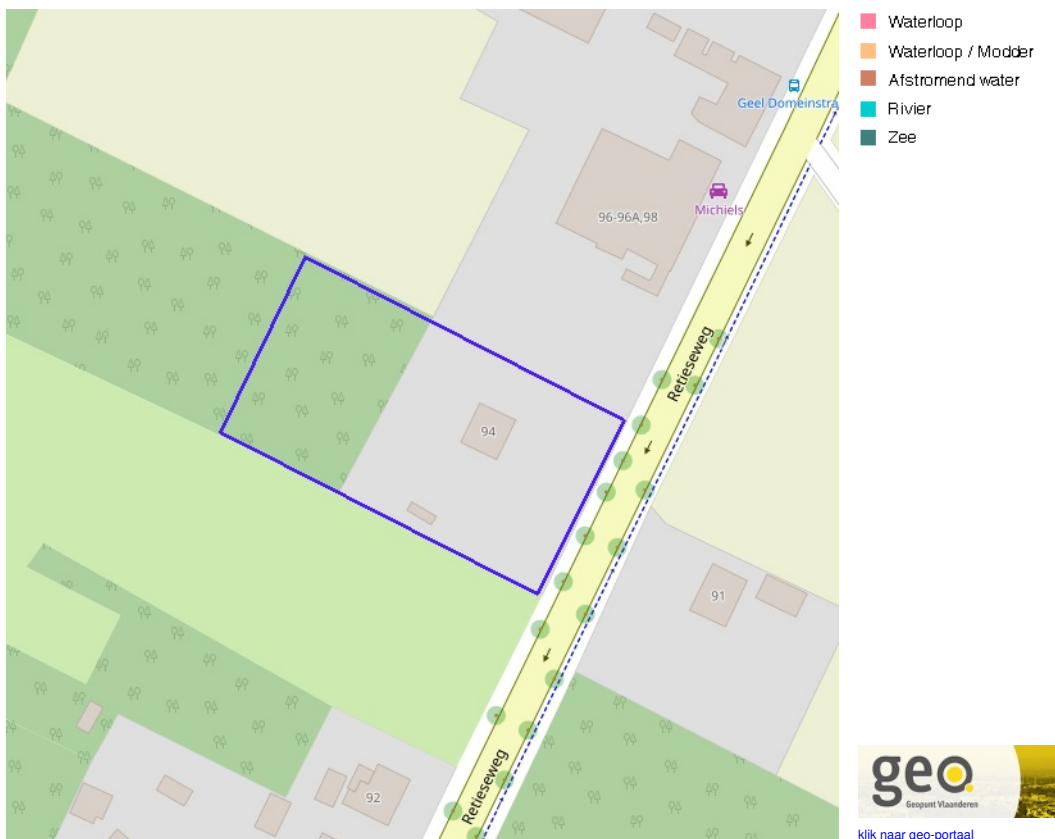 Geel Domeinstra
96-96A,98
Michiels
Retieseweg
94
91
Retieseweg
92
Waterloop
Waterloop / Modder
Afstromend water
Rivier
Zee
geo
Geopunt Vlaanderen
klik naar geo-portaal